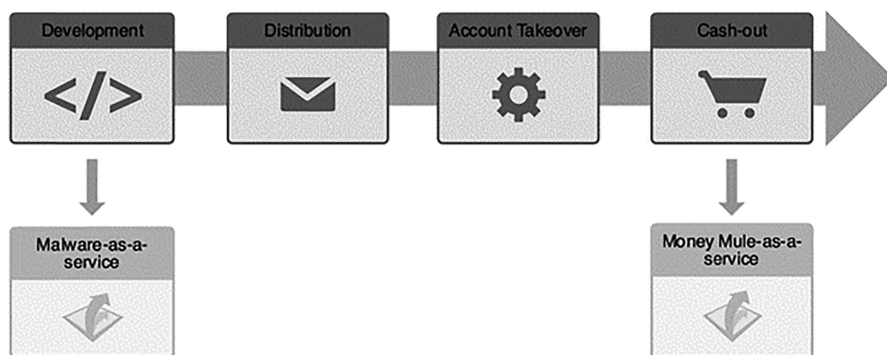 Development
Distribution
Account Takeover
Cash-out
</>
Malware-as-a-
service
Money Mule-as-a-
service